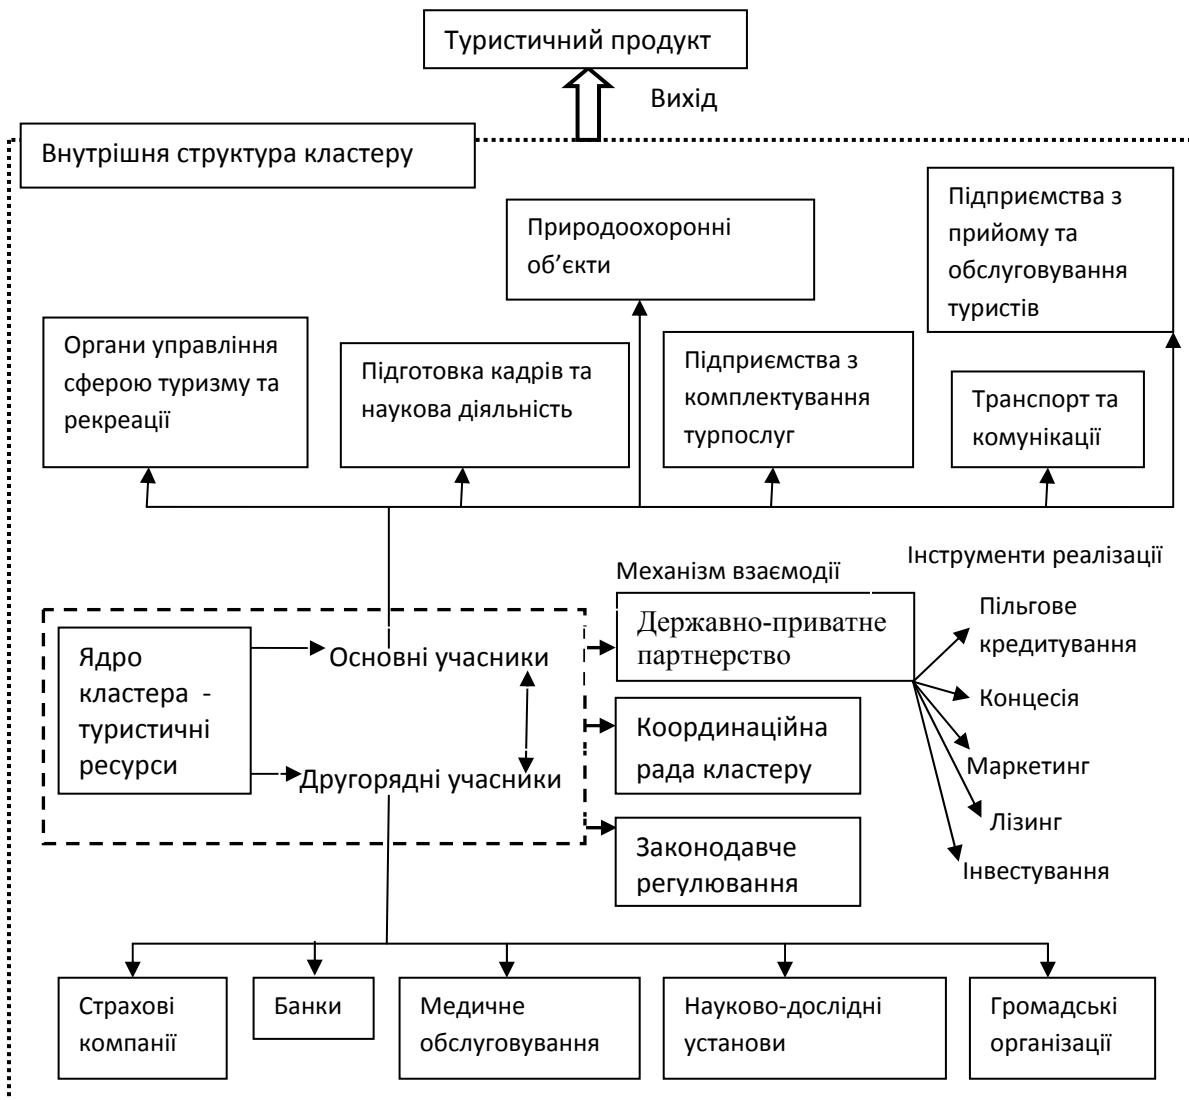 Туристичний продукт
Вихід
Внутрішня структура кластеру
Природоохоронні
об’єкти
Підприємства з
прийому та
обслуговування
туристів
Органи управління
сферою туризму та
рекреації
Підготовка кадрів та
наукова діяльність
Підприємства з
комплектування
турпослуг
Транспорт та
комунікації
Механізм взаємодії
Інструменти реалізації
Ядро
кластера -
туристичні
ресурси
Основні учасники
Другорядні учасники
Державно-приватне
партнерство
Координаційна
рада кластеру
Законодавче
регулювання
Пільгове
кредитування
Концесія
Маркетинг
Лізинг
Інвестування
Страхові
компанії
Банки
Медичне
обслуговування
Науково-дослідні
установи
Громадські
організації